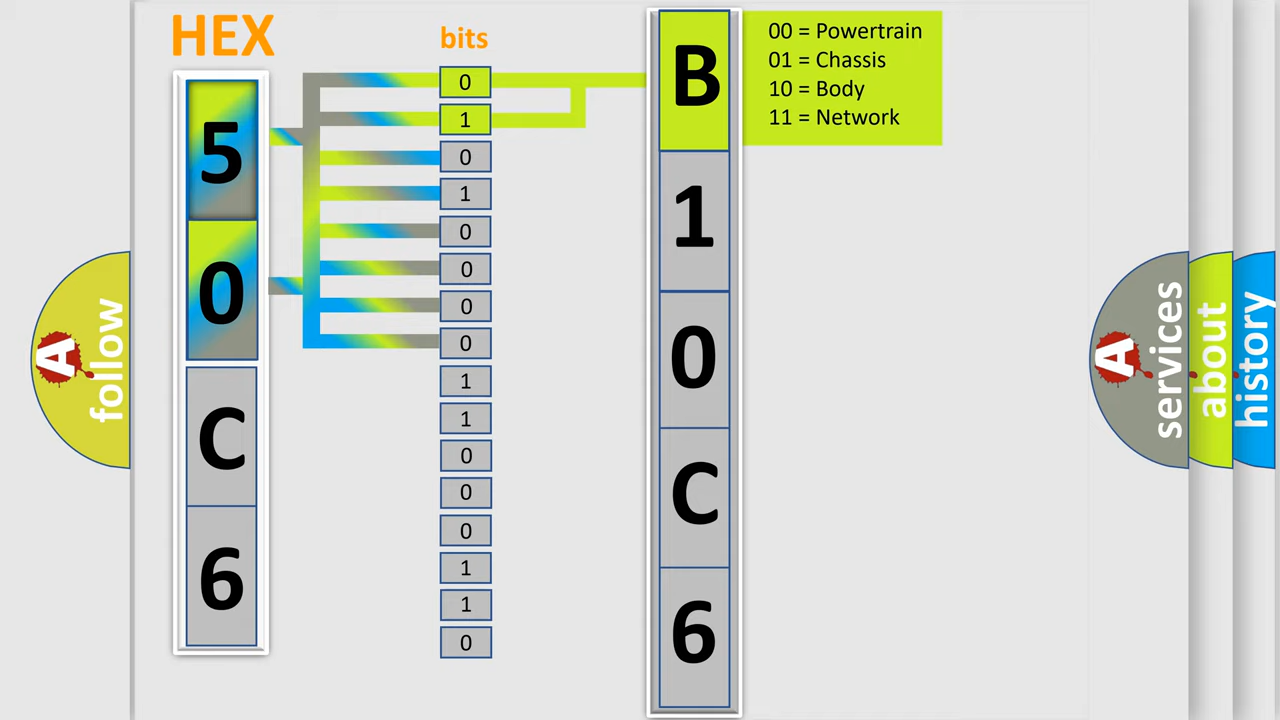 HEX
bits
5
0
C
6
0
1
0
1
0
0
0
0
1
1
0
0
0
1
1
0
B
1
0
C
6
00 = Powertrain
01 = Chassis
10 = Body
11 = Network
A
follow
A
services
about
history